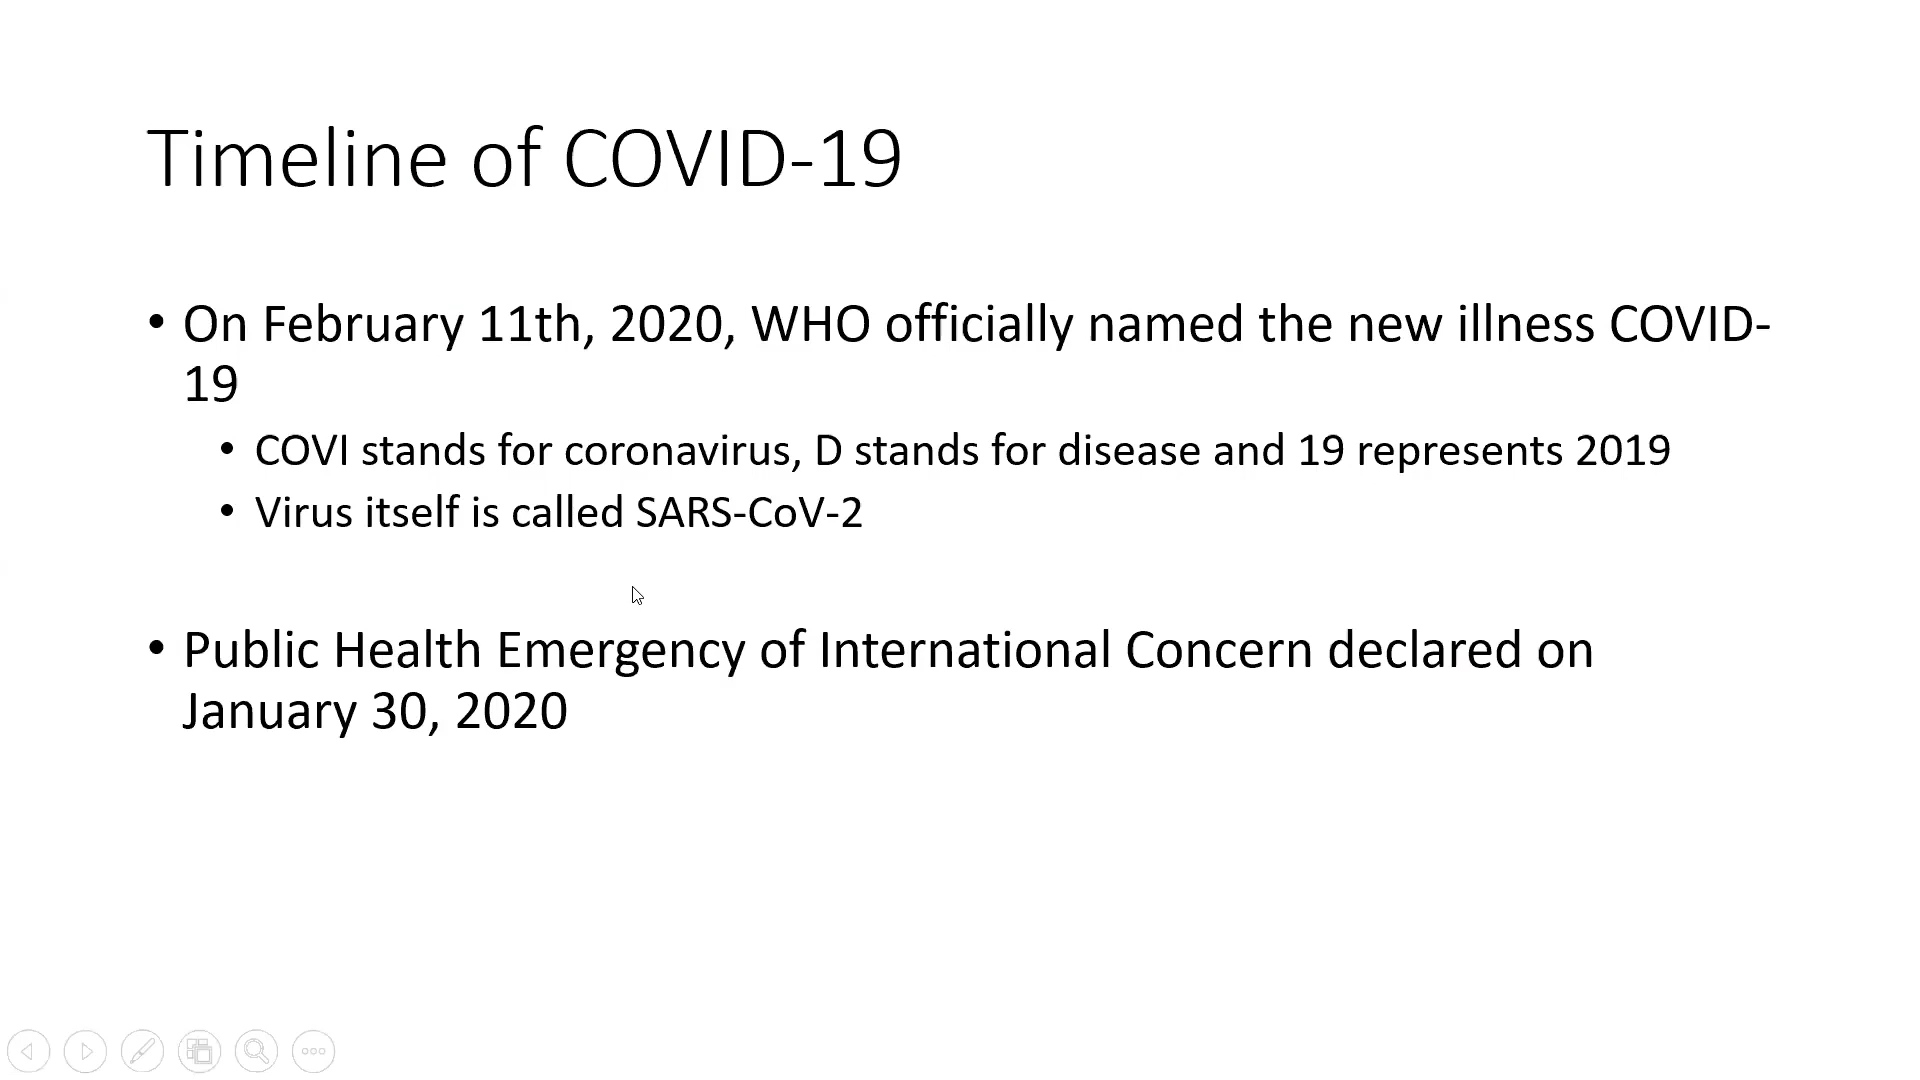 Timeline of COVID-19
• On February 11th, 2020, WHO officially named the new illness COVID-
19
• COVI stands for coronavirus, D stands for disease and 19 represents 2019
• Virus itself is called SARS-CoV-2
• Public Health Emergency of International Concern declared on
January 30, 2020